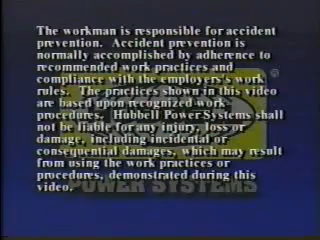 The workman is responsible for accident
prevention.  Accident prevention is
normally accomplished by adherence to
recommended work practices and
compliance with the employers's work
rules.  The practices shown in this video
are based upon recognized work
procedures.  Hubbell Power Systems shall
not be liable for any injury, loss or
damage, including incidental or
consequential damages, which may result
from using the work practices or
procedures, demonstrated during this
video.
POWER SYSTEMS
®